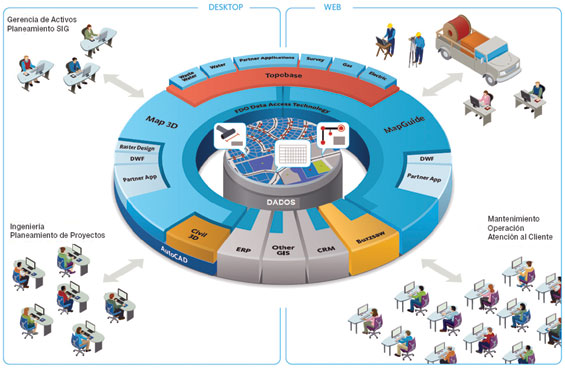 DESKTOP
WEB
Gerencia de Activos
Planeamiento SIG
Waste Water
Water
Partner Applications
Survey
Gas
Electric
Topobase
FDO Data Access Technology
Map 3D
MapGuide
Raster Design
DWF
Partner App
DWF
Partner App
DADOS
Civil 3D
AutoCAD
ERP
Other GIS
CRM
Buzzsaw
Ingenieria
Planeamiento de Proyectos
Mantenimiento
Operación
Atención al Cliente